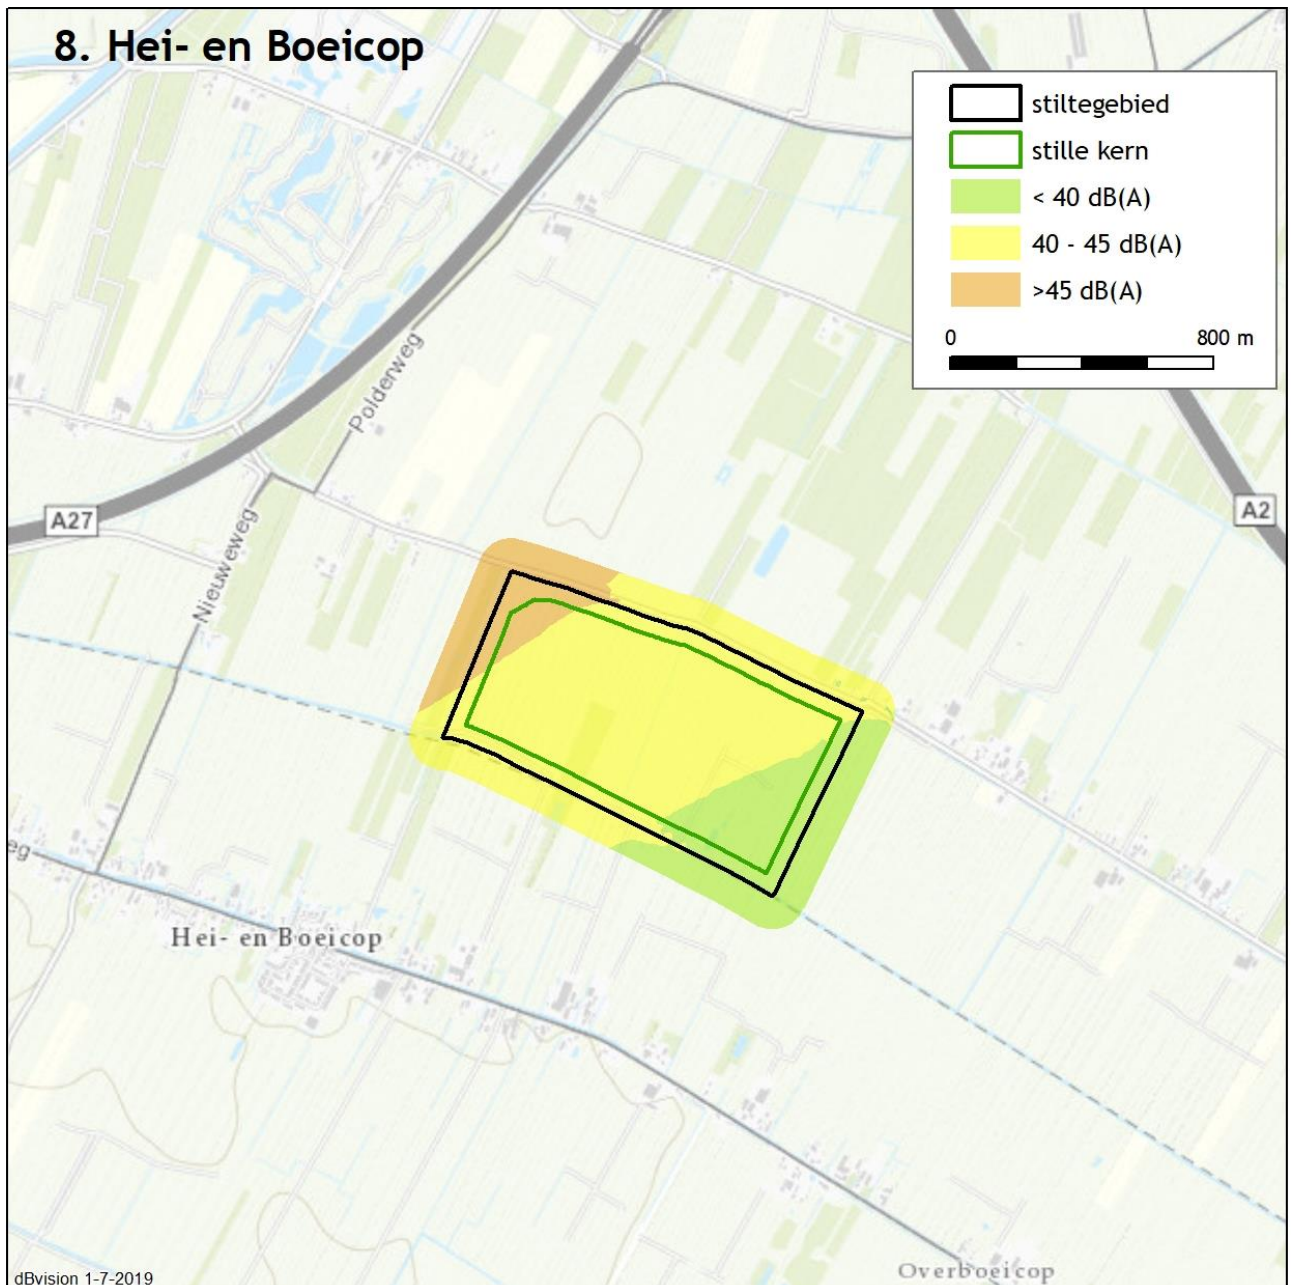 8. Hei- en Boeicop
stiltegebied
stille kern
< 40 dB(A)
40 - 45 dB(A)
>45 dB(A)
0 800 m
Polderweg
A27
A2
Nieuweweg
eg
Hei- en Boeicop
Overboeicop
dBvision 1-7-2019